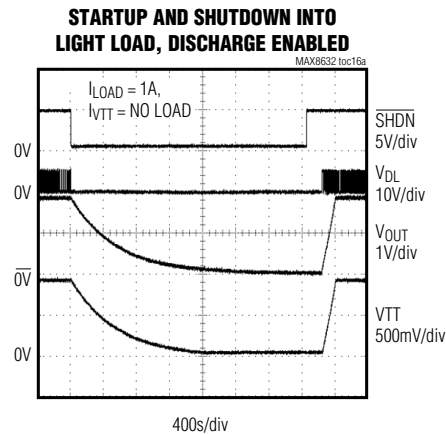 STARTUP AND SHUTDOWN INTO
LIGHT LOAD, DISCHARGE ENABLED
MAX8632 toc16a
ILOAD = 1A,
IVTT = NO LOAD
SHDN
5V/div
0V
VDL
10V/div
0V
VOUT
1V/div
0V
VTT
500mV/div
0V
400s/div